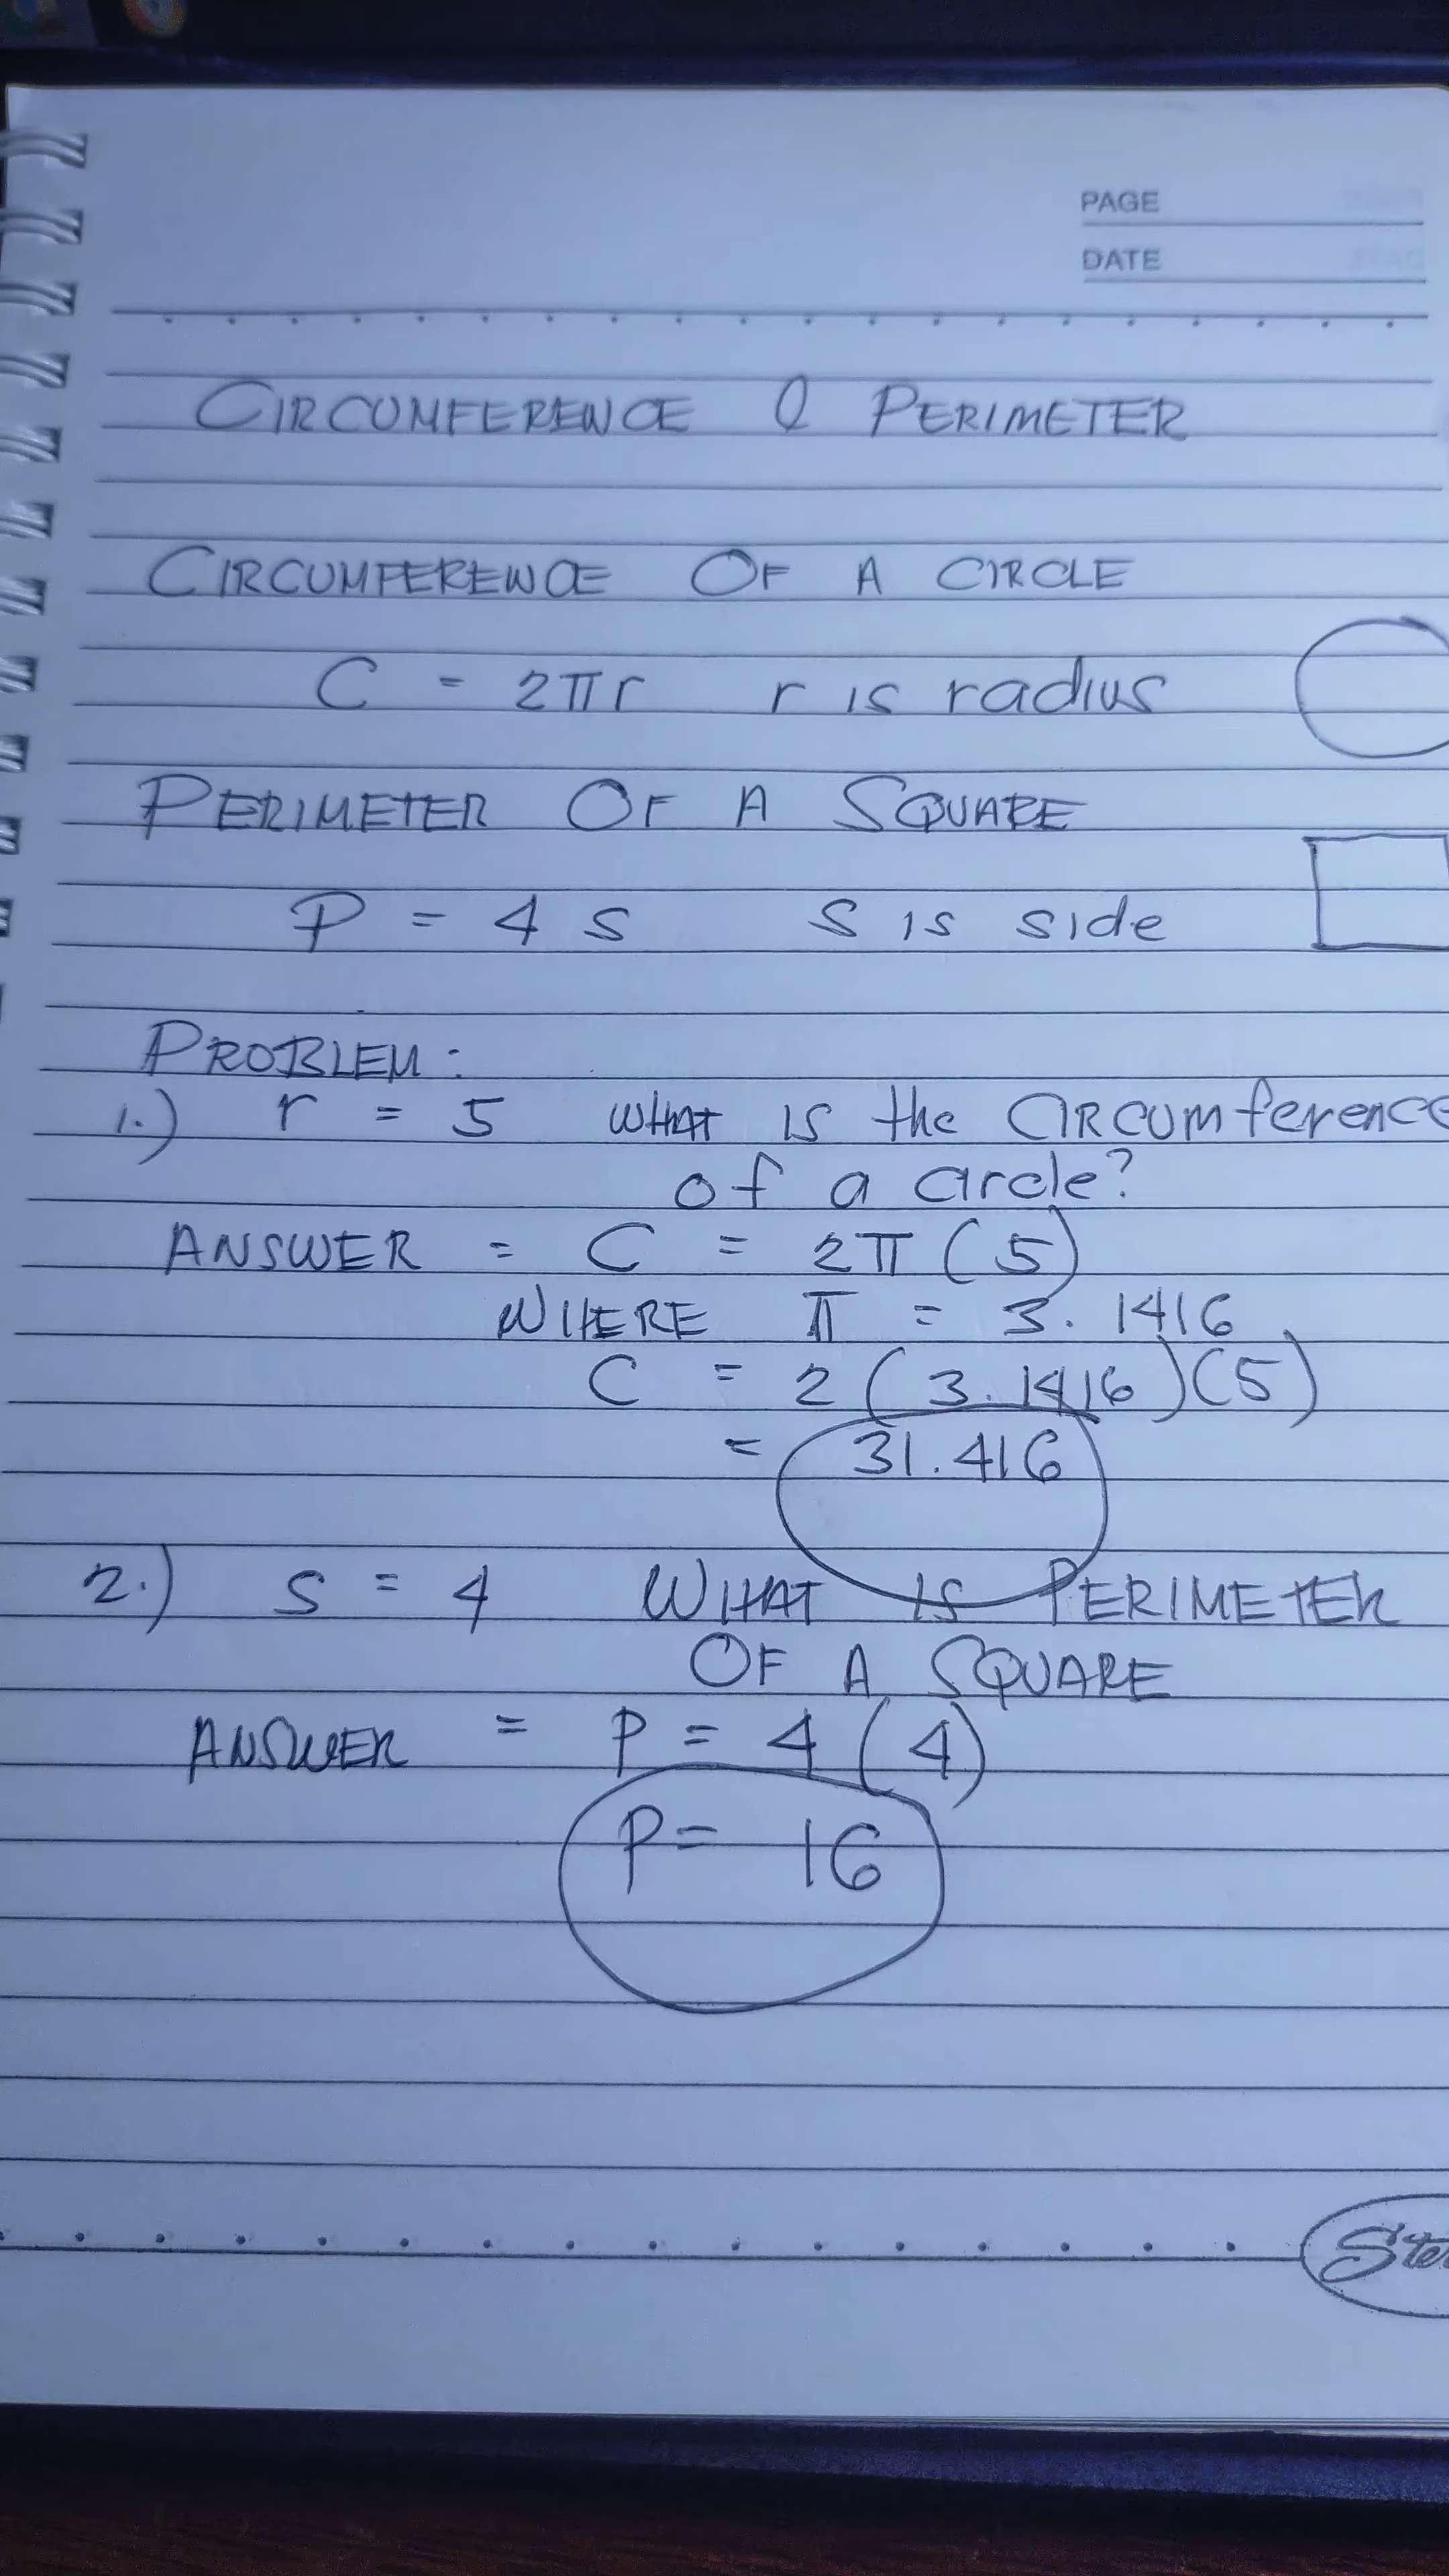 PAGE
DATE
CIRCUMFERENCE & PERIMETER
CIRCUMFERENCE OF A CIRCLE
C = 2πr r is radius
PERIMETER OF A SQUARE
P = 4 s S is side
PROBLEM:
1.) r = 5 WHAT IS the CIRCUMference
of a circle?
ANSWER = C = 2π (5)
WHERE π = 3.1416
C = 2 (3.1416)(5)
= 31.416
2.) S = 4 WHAT IS PERIMETER
OF A SQUARE
ANSWER = P = 4 (4)
P = 16